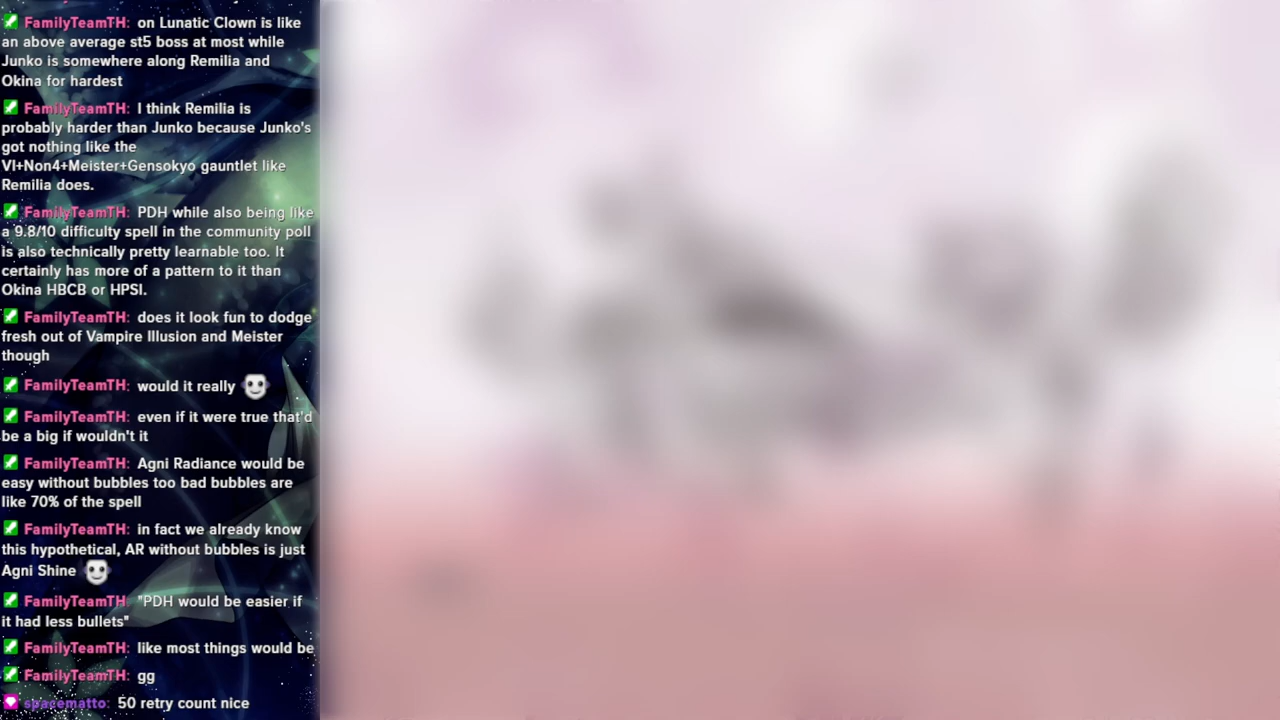 FamilyTeamTH: on Lunatic Clown is like
an above average st5 boss at most while
Junko is somewhere along Remilia and
Okina for hardest
FamilyTeamTH: I think Remilia is
probably harder than Junko because Junko's
got nothing like the
VI+Non4+Meister+Gensokyo gauntlet like
Remilia does.
FamilyTeamTH: PDH while also being like
a 9.8/10 difficulty spell in the community poll
is also technically pretty learnable too. It
certainly has more of a pattern to it than
Okina HBCB or HPSI.
FamilyTeamTH: does it look fun to dodge
fresh out of Vampire Illusion and Meister
though
FamilyTeamTH: would it really
FamilyTeamTH: even if it were true that'd
be a big if wouldn't it
FamilyTeamTH: Agni Radiance would be
easy without bubbles too bad bubbles are
like 70% of the spell
FamilyTeamTH: in fact we already know
this hypothetical, AR without bubbles is just
Agni Shine
FamilyTeamTH: "PDH would be easier if
it had less bullets"
FamilyTeamTH: like most things would be
FamilyTeamTH: gg
spacematto: 50 retry count nice